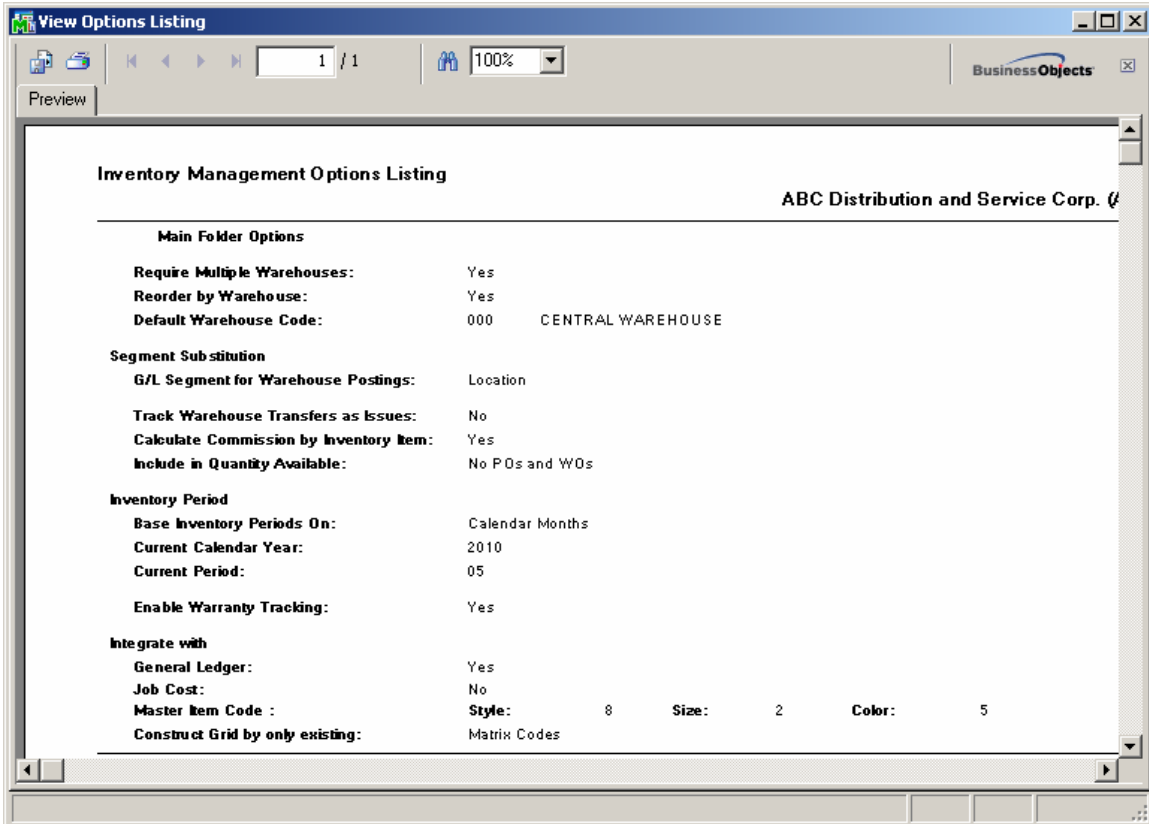 View Options Listing
1 / 1 100% BusinessObjects
Preview
Inventory Management Options Listing
ABC Distribution and Service Corp. (
Main Folder Options
Require Multiple Warehouses: Yes
Reorder by Warehouse: Yes
Default Warehouse Code: 000 CENTRAL WAREHOUSE
Segment Substitution
G/L Segment for Warehouse Postings: Location
Track Warehouse Transfers as Issues: No
Calculate Commission by Inventory Item: Yes
Include in Quantity Available: No POs and WOs
Inventory Period
Base Inventory Periods On: Calendar Months
Current Calendar Year: 2010
Current Period: 05
Enable Warranty Tracking: Yes
Integrate with
General Ledger: Yes
Job Cost: No
Master Item Code : Style: 8 Size: 2 Color: 5
Construct Grid by only existing: Matrix Codes